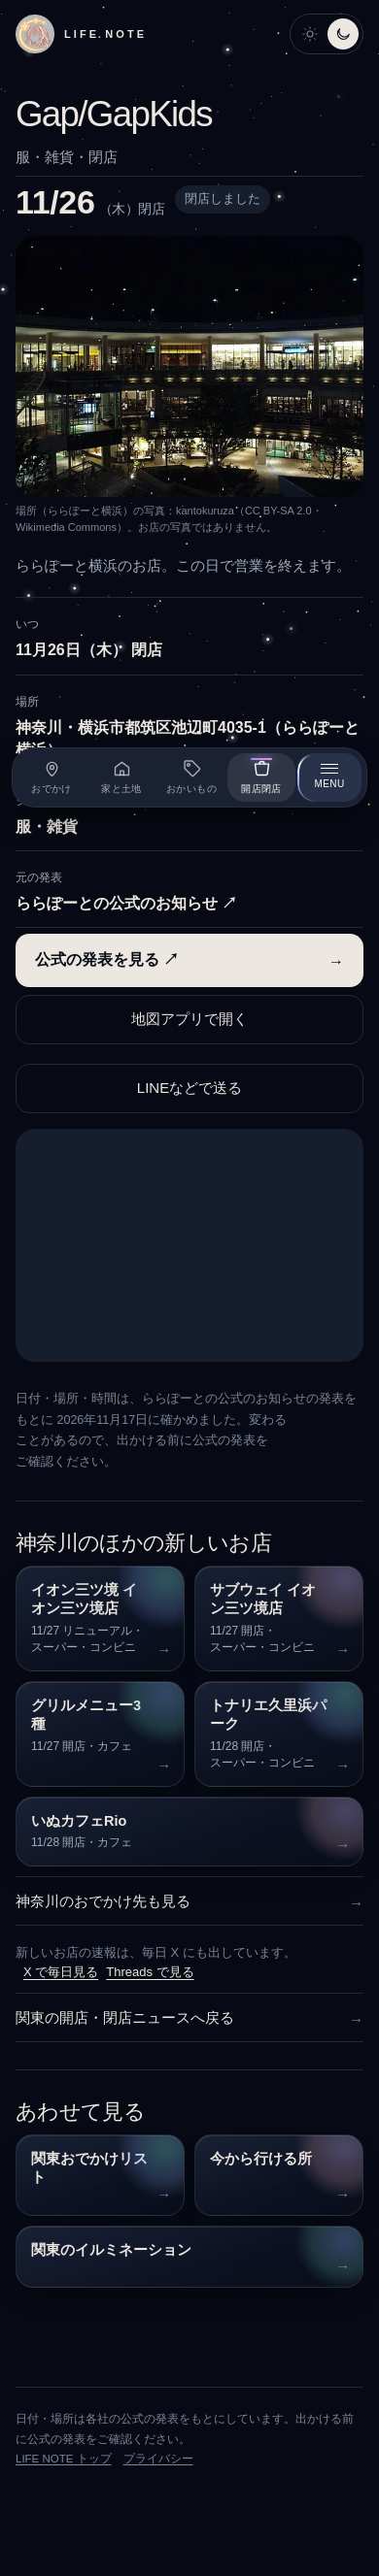 LIFE NOTE
Gap/GapKids
服・雑貨・閉店
11/26 （木）閉店 閉店しました
場所（ららぽーと横浜）の写真：kantokuruza（CC BY-SA 2.0・
Wikimedia Commons）。お店の写真ではありません。
ららぽーと横浜のお店。この日で営業を終えます。
いつ
11月26日（木） 閉店
場所
神奈川・横浜市都筑区池辺町4035-1（ららぽーと
横浜）
おでかけ 家と土地 おかいもの 開店閉店 MENU
服・雑貨
元の発表
ららぽーとの公式のお知らせ ↗
公式の発表を見る ↗ →
地図アプリで開く
LINEなどで送る
日付・場所・時間は、ららぽーとの公式のお知らせの発表を
もとに 2026年11月17日に確かめました。変わる
ことがあるので、出かける前に公式の発表を
ご確認ください。
神奈川のほかの新しいお店
イオン三ツ境 イ
オン三ツ境店
11/27 リニューアル・
スーパー・コンビニ →
サブウェイ イオ
ン三ツ境店
11/27 開店・
スーパー・コンビニ →
グリルメニュー3
種
11/27 開店・カフェ
→
トナリエ久里浜パ
ーク
11/28 開店・
スーパー・コンビニ →
いぬカフェRio
11/28 開店・カフェ →
神奈川のおでかけ先も見る →
新しいお店の速報は、毎日 X にも出しています。
X で毎日見る Threads で見る
関東の開店・閉店ニュースへ戻る →
あわせて見る
関東おでかけリス
ト
→
今から行ける所
→
関東のイルミネーション
→
日付・場所は各社の公式の発表をもとにしています。出かける前
に公式の発表をご確認ください。
LIFE NOTE トップ プライバシー